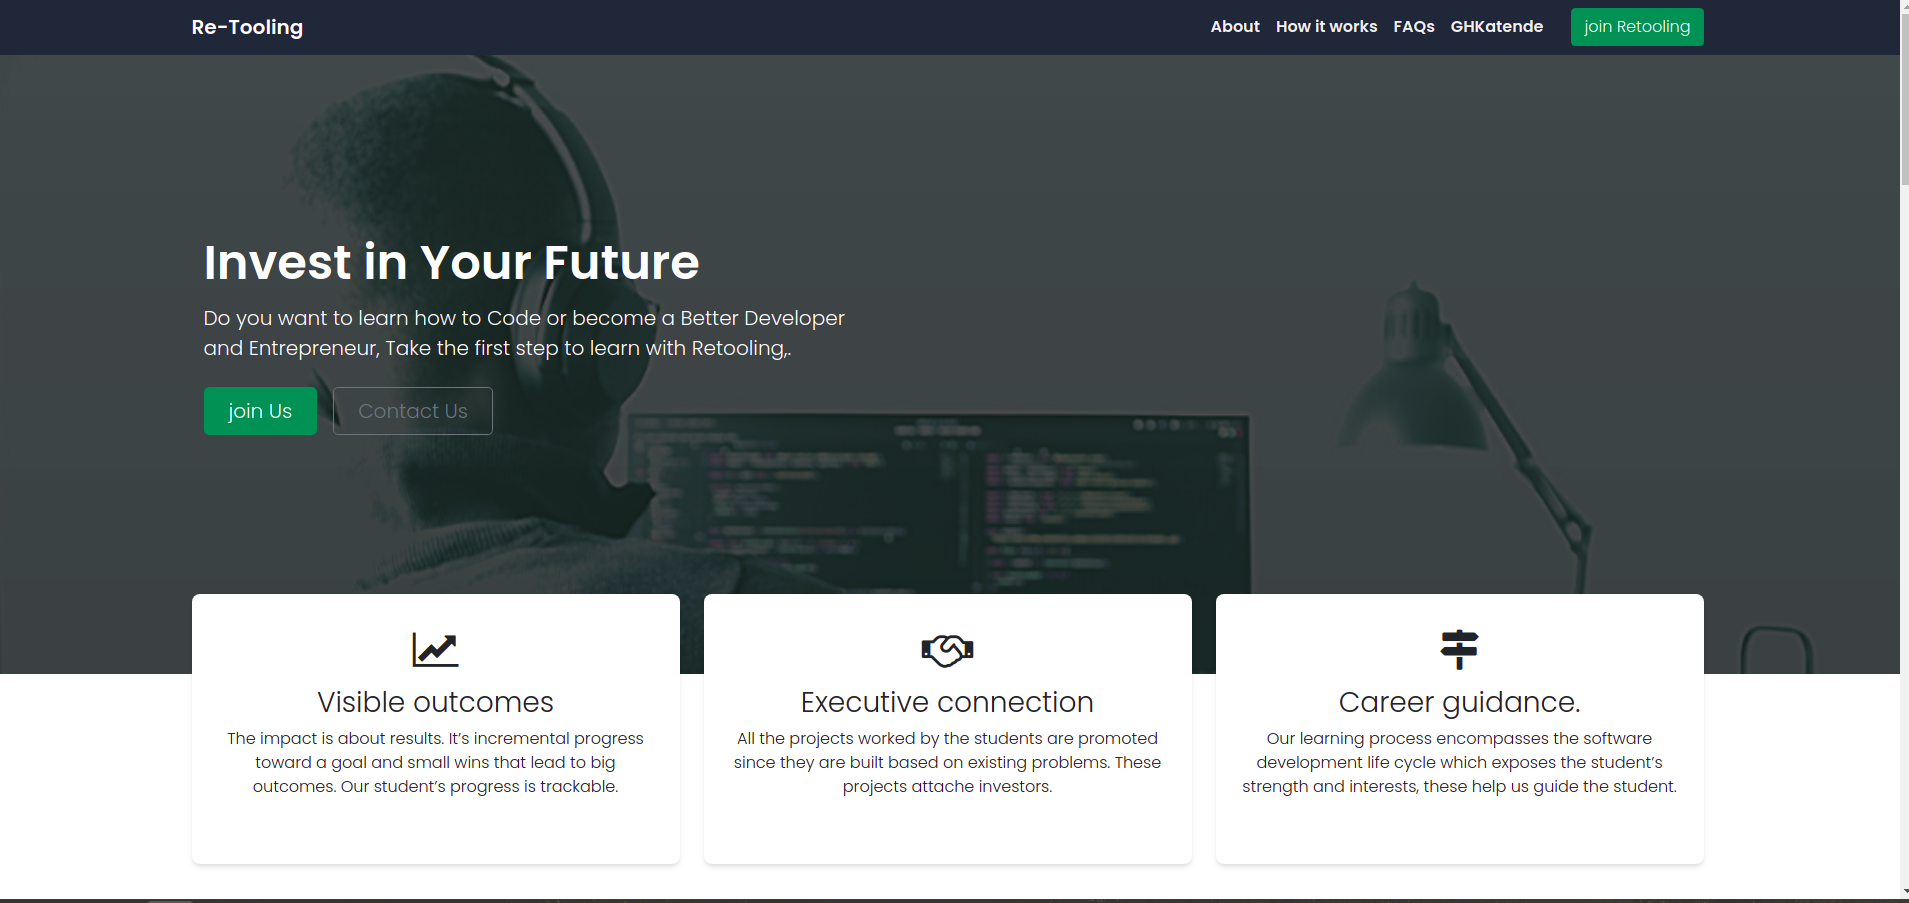 Re-Tooling
About How it works FAQs GHKatende join Retooling
Invest in Your Future
Do you want to learn how to Code or become a Better Developer
and Entrepreneur, Take the first step to learn with Retooling,.
join Us Contact Us
Visible outcomes
The impact is about results. It’s incremental progress
toward a goal and small wins that lead to big
outcomes. Our student’s progress is trackable.
Executive connection
All the projects worked by the students are promoted
since they are built based on existing problems. These
projects attache investors.
Career guidance.
Our learning process encompasses the software
development life cycle which exposes the student’s
strength and interests, these help us guide the student.